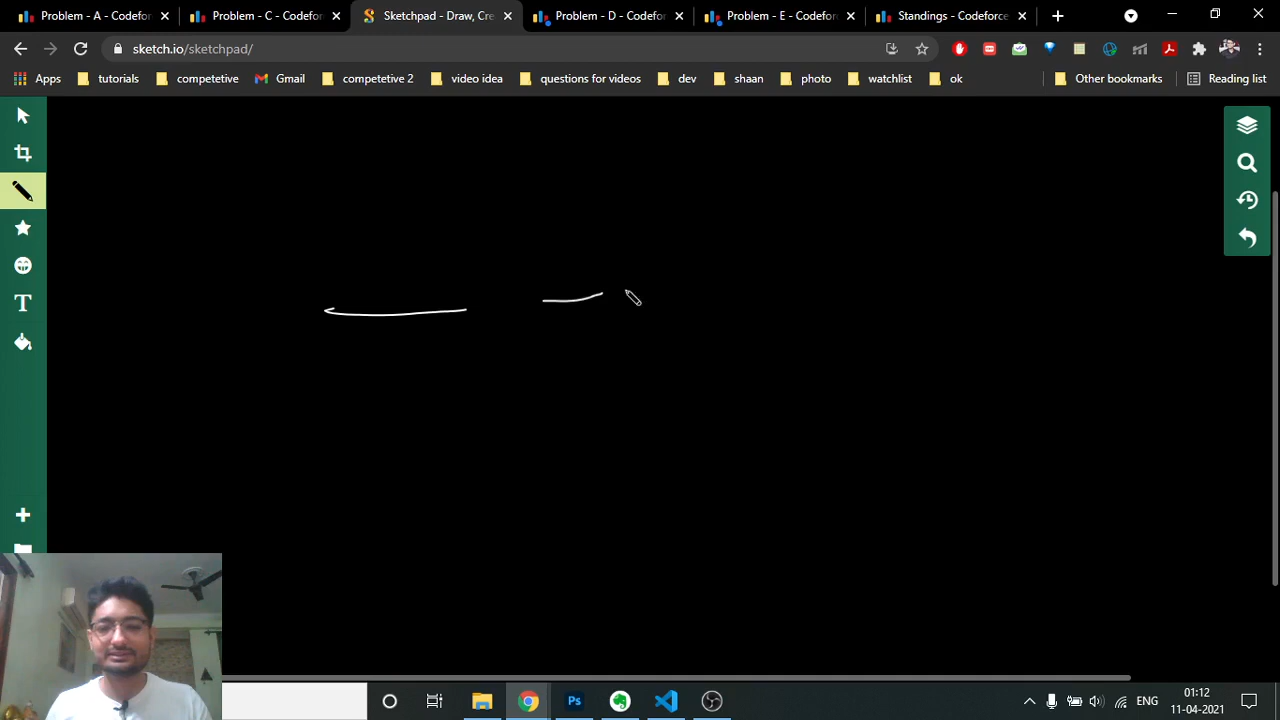 Problem - A - Codefor
Problem - C - Codefor
Sketchpad - Draw, Cre
Problem - D - Codefor
Problem - E - Codefor
Standings - Codeforce
sketch.io/sketchpad/
Apps
tutorials
competetive
Gmail
competetive 2
video idea
questions for videos
dev
shaan
photo
watchlist
ok
Other bookmarks
Reading list
T
Ps
ENG
01:12
11-04-2021